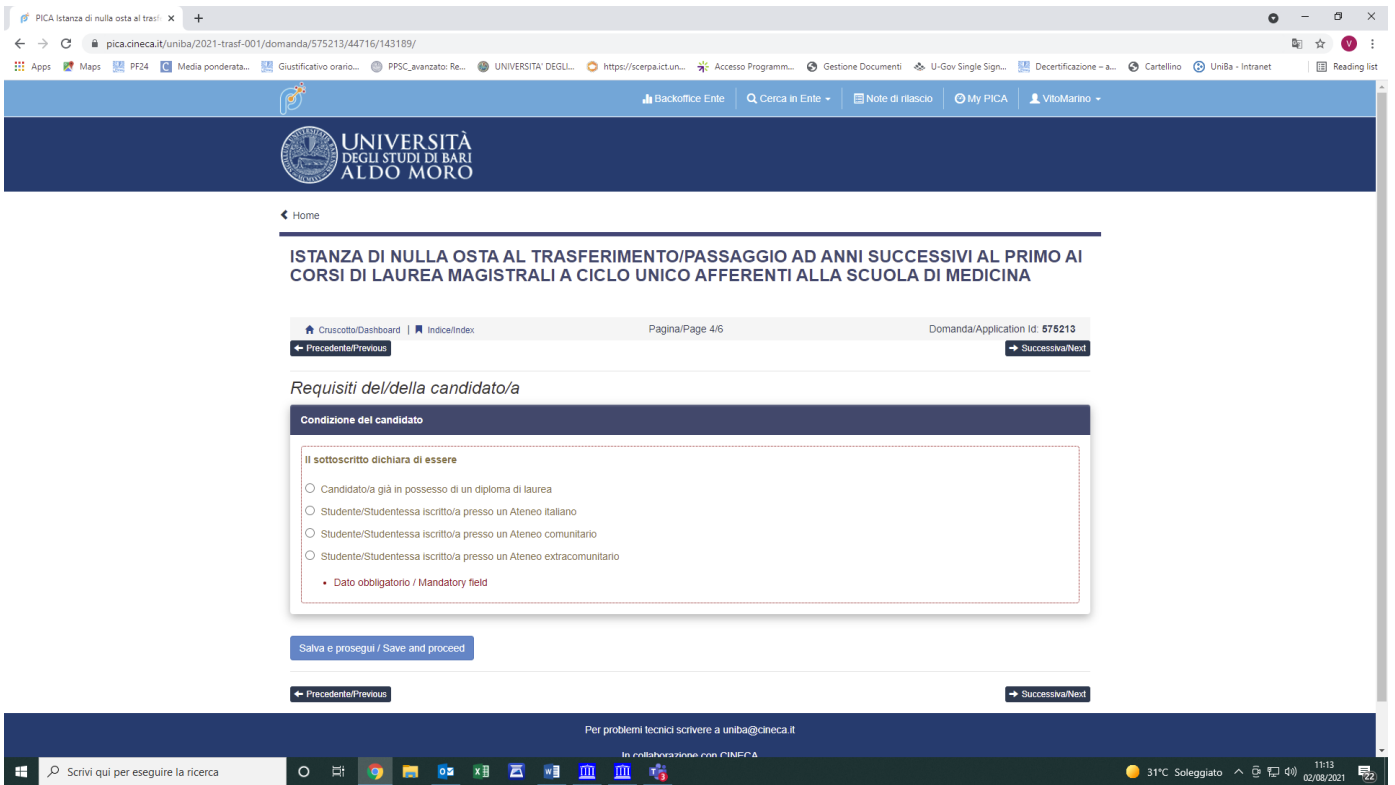 PICA Istanza di nulla osta al trasf
pica.cineca.it/uniba/2021-trasf-001/domanda/575213/44716/143189/
V
Apps Maps PF24 Media ponderata... Giustificativo orario... PPSC_avanzato: Re... UNIVERSITA' DEGLI... https://scerpa.ict.un... Accesso Programm... Gestione Documenti U-Gov Single Sign... Decertificazione – a... Cartellino UniBa - Intranet Reading list
Backoffice Ente Cerca in Ente Note di rilascio My PICA VitoMarino
UNIVERSITÀ
DEGLI STUDI DI BARI
ALDO MORO
Home
ISTANZA DI NULLA OSTA AL TRASFERIMENTO/PASSAGGIO AD ANNI SUCCESSIVI AL PRIMO AI
CORSI DI LAUREA MAGISTRALI A CICLO UNICO AFFERENTI ALLA SCUOLA DI MEDICINA
Cruscotto/Dashboard | Indice/Index Pagina/Page 4/6 Domanda/Application Id: 575213
Precedente/Previous Successiva/Next
Requisiti del/della candidato/a
Condizione del candidato
Il sottoscritto dichiara di essere
Candidato/a già in possesso di un diploma di laurea
Studente/Studentessa iscritto/a presso un Ateneo italiano
Studente/Studentessa iscritto/a presso un Ateneo comunitario
Studente/Studentessa iscritto/a presso un Ateneo extracomunitario
• Dato obbligatorio / Mandatory field
Salva e prosegui / Save and proceed
Precedente/Previous Successiva/Next
Per problemi tecnici scrivere a uniba@cineca.it
In collaborazione con CINECA
Scrivi qui per eseguire la ricerca
31°C Soleggiato
11:13
02/08/2021
22